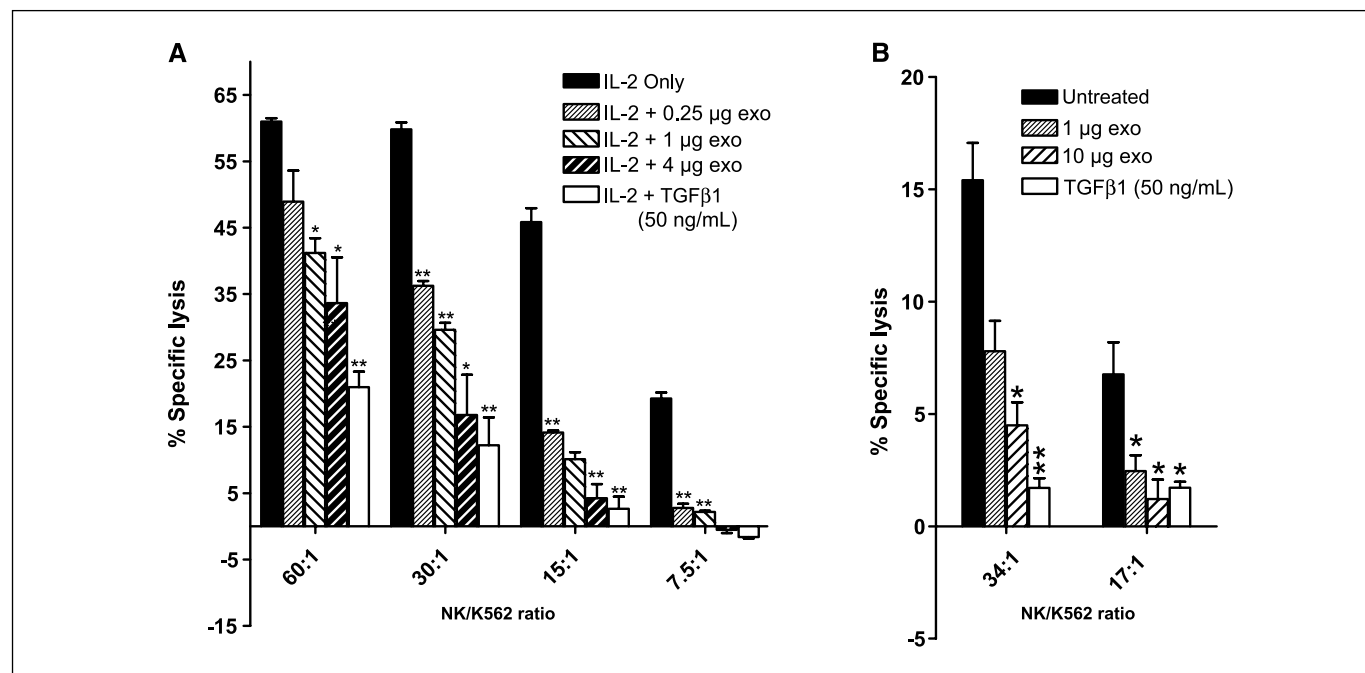 A
IL-2 Only
IL-2 + 0.25 µg exo
IL-2 + 1 µg exo
IL-2 + 4 µg exo
IL-2 + TGFβ1
(50 ng/mL)
% Specific lysis
65
55
45
35
25
15
5
-5
-15
*
*
**
**
**
*
**
**
**
**
**
**
60:1
30:1
15:1
7.5:1
NK/K562 ratio
B
Untreated
1 µg exo
10 µg exo
TGFβ1 (50 ng/mL)
% Specific lysis
20
15
10
5
0
-5
*
**
*
*
*
34:1
17:1
NK/K562 ratio